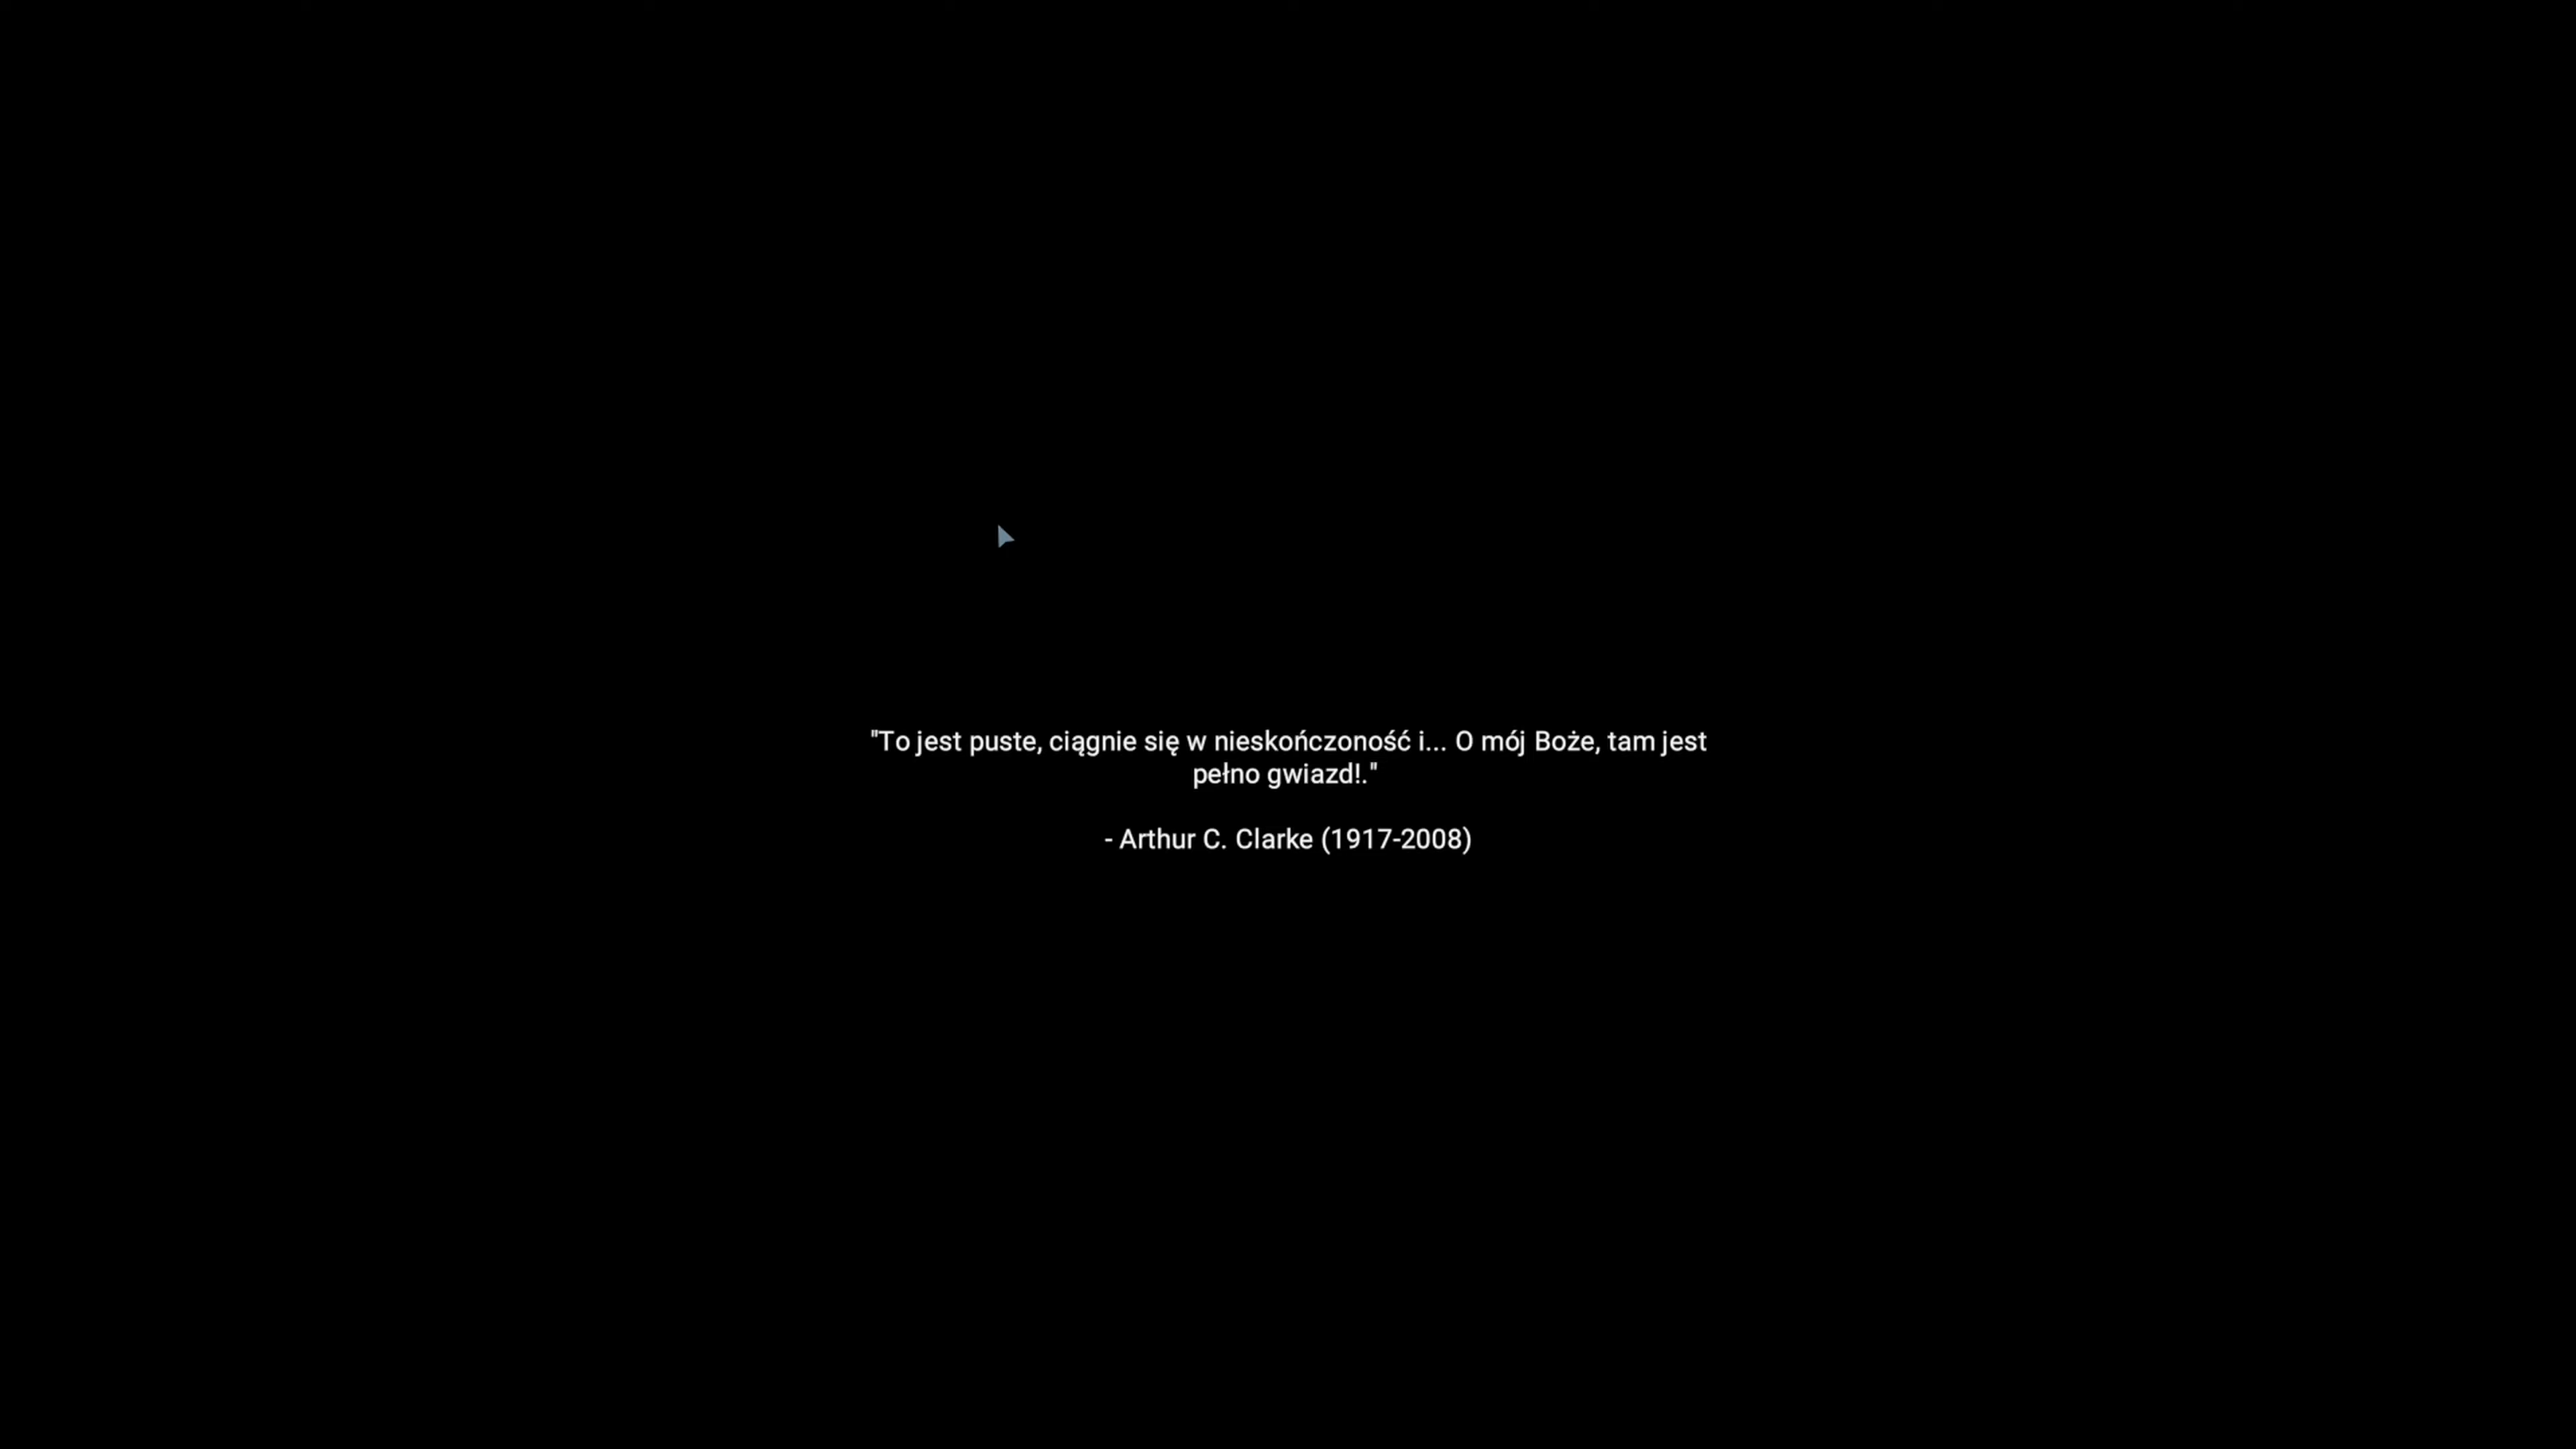 "To jest puste, ciągnie się w nieskończoność i... O mój Boże, tam jest
pełno gwiazd!."
- Arthur C. Clarke (1917-2008)